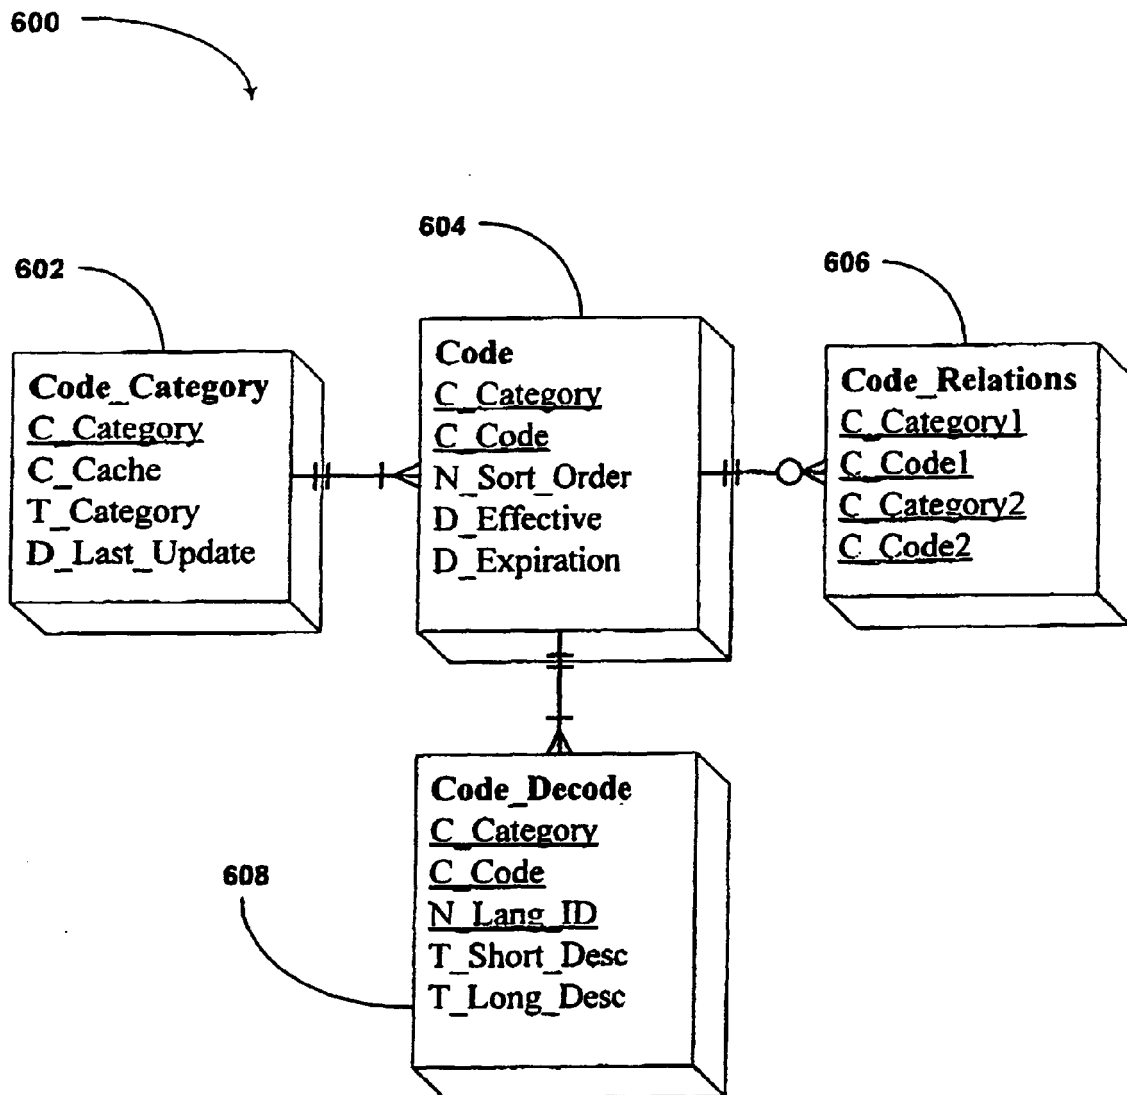 600
604
602
606
Code_Category
C_Category
C_Cache
T_Category
D_Last_Update
Code
C_Category
C_Code
N_Sort_Order
D_Effective
D_Expiration
Code_Relations
C_Category1
C_Code1
C_Category2
C_Code2
608
Code_Decode
C_Category
C_Code
N_Lang_ID
T_Short_Desc
T_Long_Desc